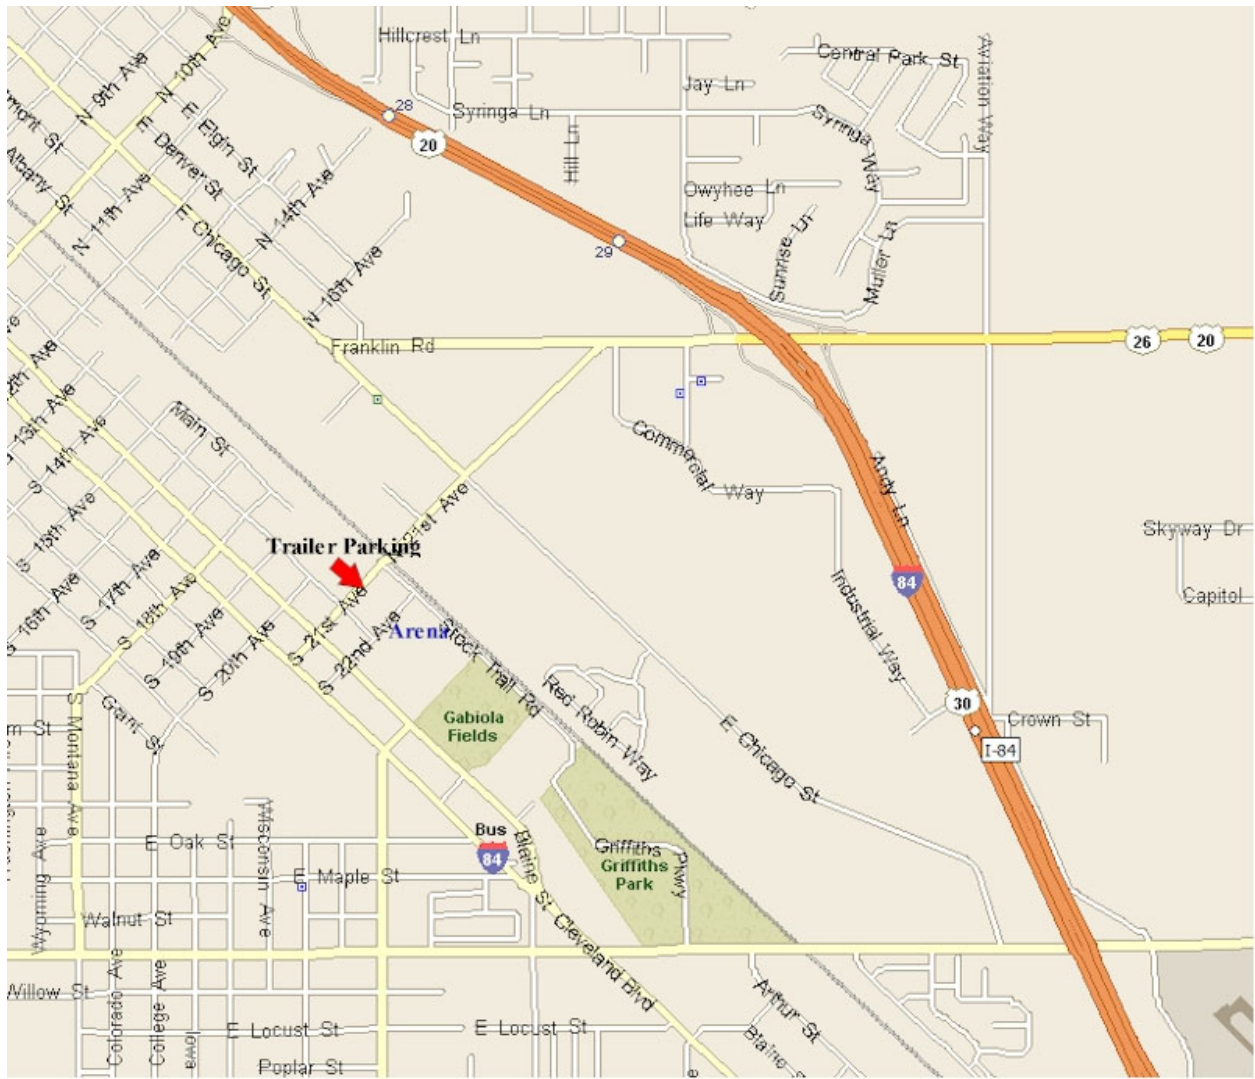 Hillcrest Ln
Central Park St
Aviation Way
N 10th Ave
N 9th Ave
Jay Ln
28
Syringa Ln
E Elgin St
20
Syringa Way
Hill Ln
E Denver St
Albany St
N 11th Ave
N 14th Ave
Owyhee Ln
Life Way
E Chicago St
Sunrise Ln
Muller Ln
29
N 16th Ave
Franklin Rd
26
20
13th Ave
Main St
S 14th Ave
Commercial Way
Andy Ln
S 15th Ave
21st Ave
Skyway Dr
Trailer Parking
84
Capitol
S 17th Ave
S 18th Ave
16th Ave
S 21st Ave
Industrial Way
S 19th Ave
S 20th Ave
S 22nd Ave
Arena
Stock Trail Rd
Red Robin Way
30
Grant St
Gabiola
Fields
Crown St
I-84
E Chicago St
S Montana Ave
Bus
84
E Oak St
Wisconsin Ave
Blaine St
Griffiths Pkwy
Griffiths
Park
E Maple St
Wyoming Ave
Walnut St
Cleveland Blvd
Willow St
Colorado Ave
College Ave
Iowa
Arthur St
E Locust St
E Locust St
Blaine
Poplar St